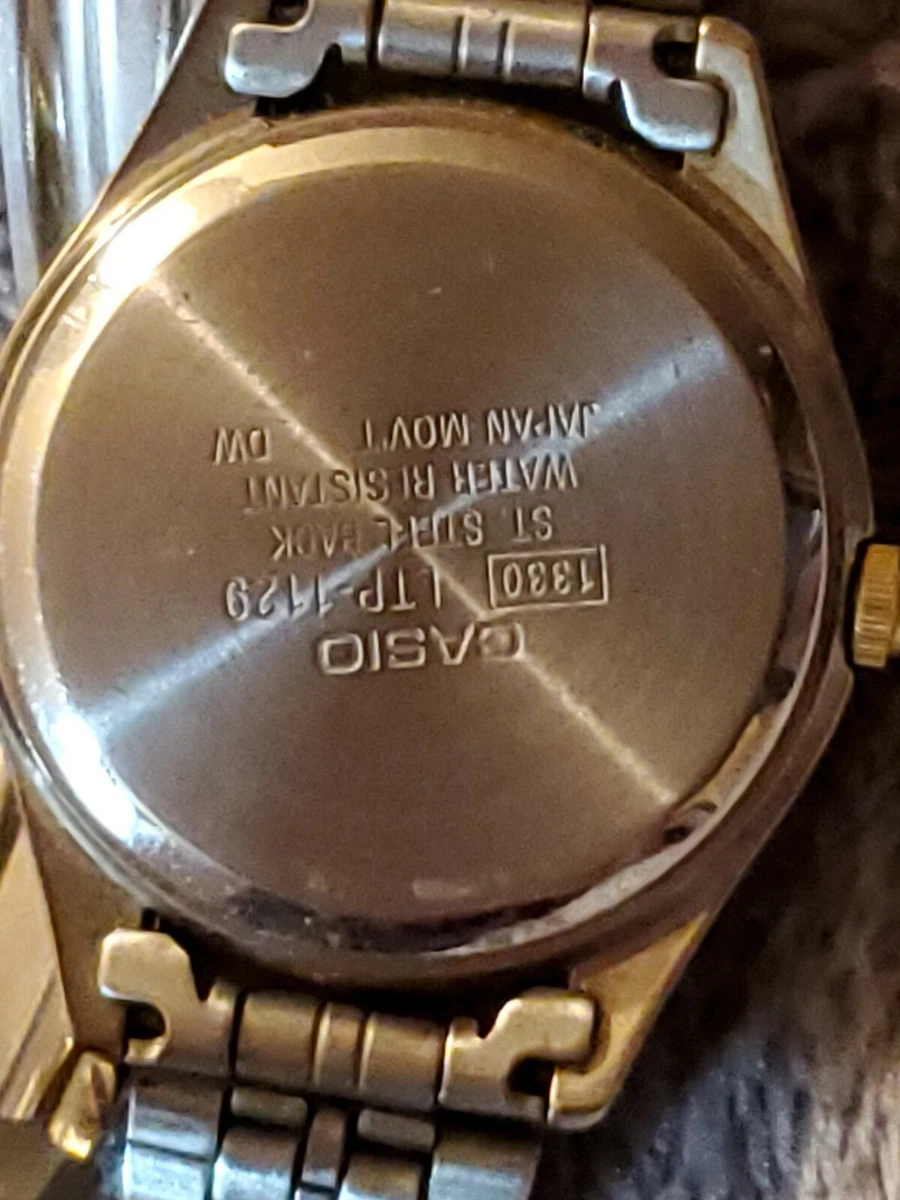 CASIO
1330 LTP-1129
ST. STEEL BACK
WATER RESISTANT
JAPAN MOV'T DW